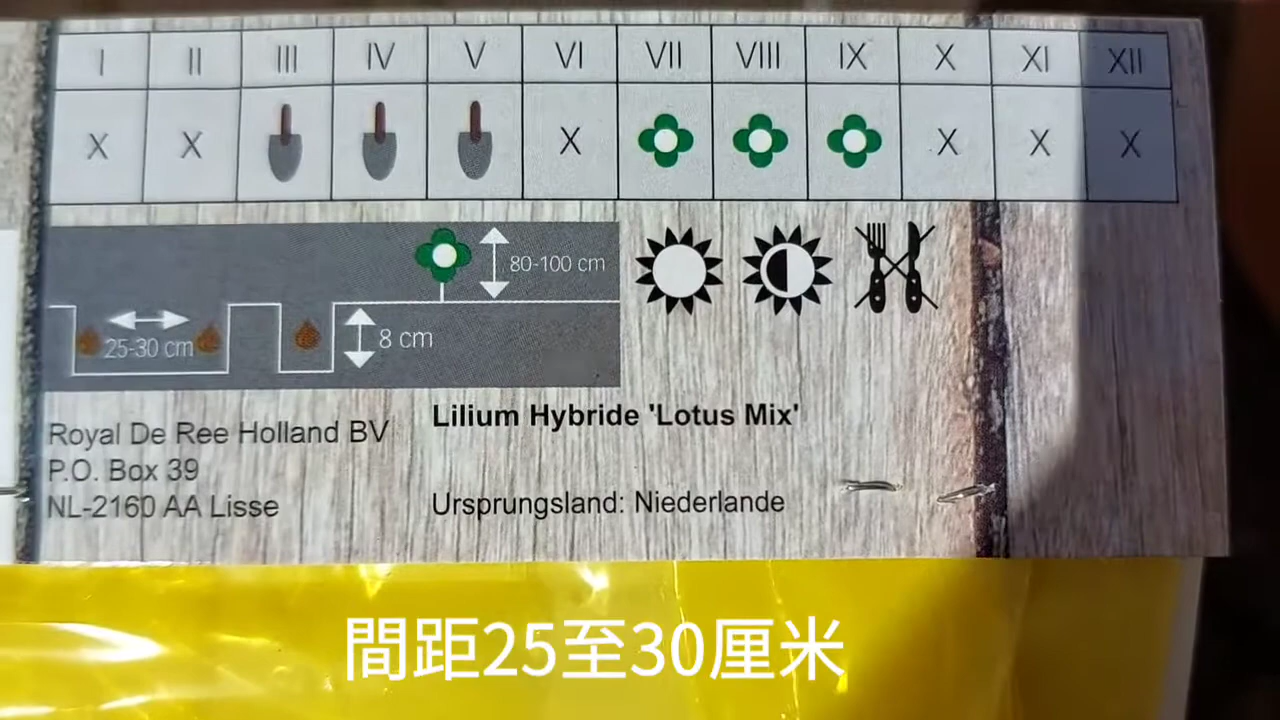 I II III IV V VI VII VIII IX X XI XII
X X X X X X
80-100 cm
25-30 cm
8 cm
Royal De Ree Holland BV
P.O. Box 39
NL-2160 AA Lisse
Lilium Hybride 'Lotus Mix'
Ursprungsland: Niederlande
間距25至30厘米